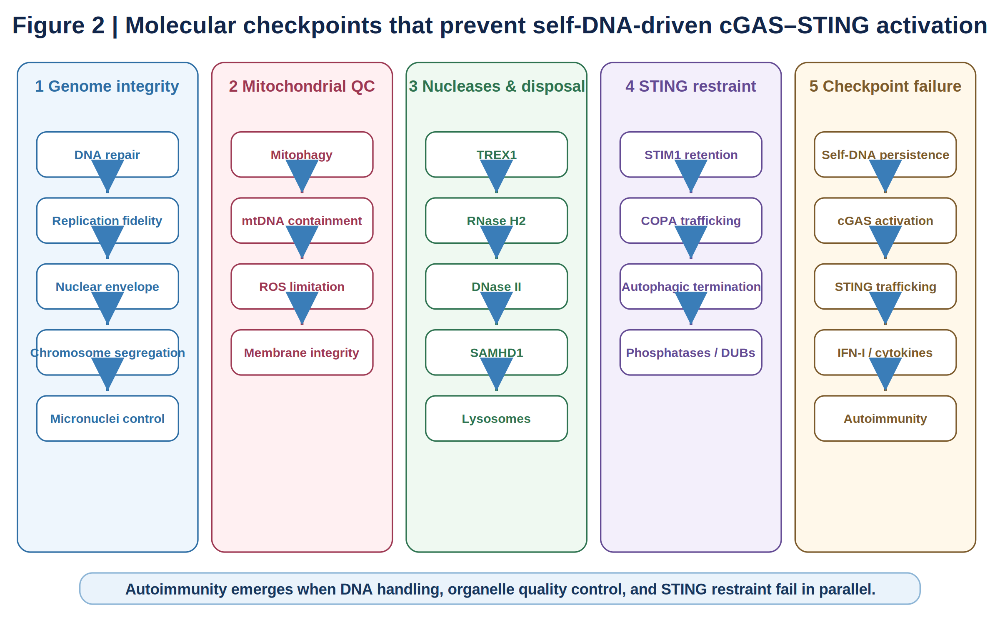 Figure 2 | Molecular checkpoints that prevent self-DNA-driven cGAS–STING activation
1 Genome integrity
DNA repair
Replication fidelity
Nuclear envelope
Chromosome segregation
Micronuclei control
2 Mitochondrial QC
Mitophagy
mtDNA containment
ROS limitation
Membrane integrity
3 Nucleases & disposal
TREX1
RNase H2
DNase II
SAMHD1
Lysosomes
4 STING restraint
STIM1 retention
COPA trafficking
Autophagic termination
Phosphatases / DUBs
5 Checkpoint failure
Self-DNA persistence
cGAS activation
STING trafficking
IFN-I / cytokines
Autoimmunity
Autoimmunity emerges when DNA handling, organelle quality control, and STING restraint fail in parallel.